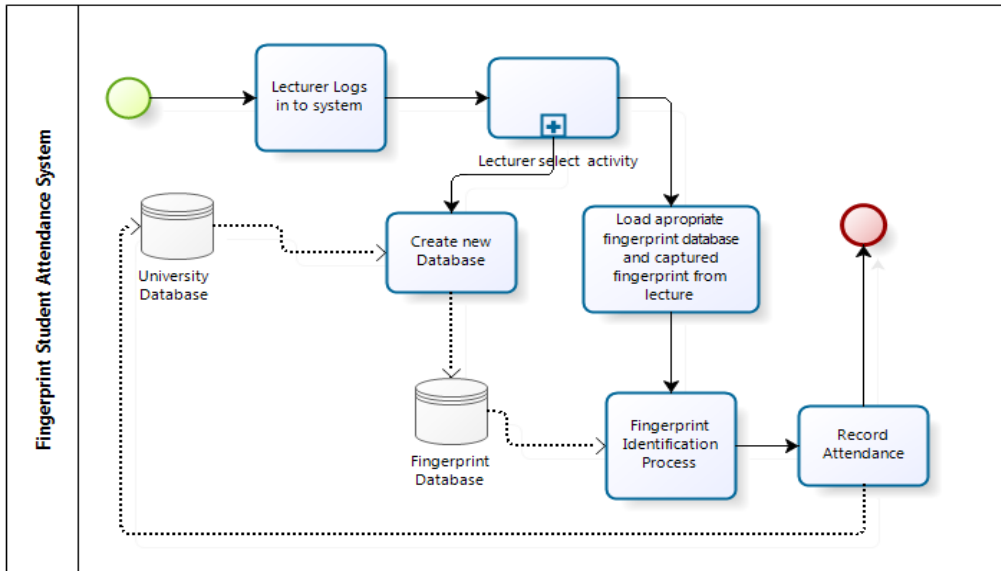 Fingerprint Student Attendance System
Lecturer Logs
in to system
Lecturer select activity
University
Database
Create new
Database
Load apropriate
fingerprint database
and captured
fingerprint from
lecture
Fingerprint
Database
Fingerprint
Identification
Process
Record
Attendance